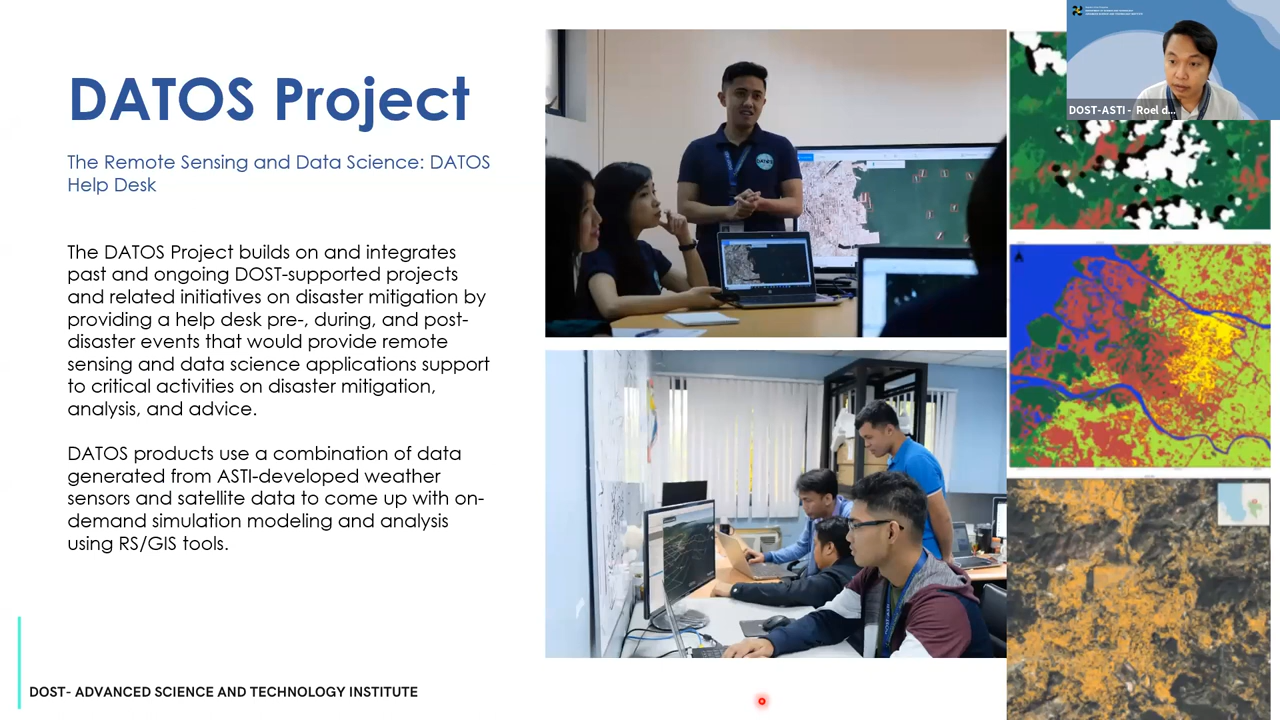 DATOS Project
The Remote Sensing and Data Science: DATOS
Help Desk
The DATOS Project builds on and integrates
past and ongoing DOST-supported projects
and related initiatives on disaster mitigation by
providing a help desk pre-, during, and post-
disaster events that would provide remote
sensing and data science applications support
to critical activities on disaster mitigation,
analysis, and advice.
DATOS products use a combination of data
generated from ASTI-developed weather
sensors and satellite data to come up with on-
demand simulation modeling and analysis
using RS/GIS tools.
DOST- ADVANCED SCIENCE AND TECHNOLOGY INSTITUTE
DATOS
DOST-ASTI - Roel d...